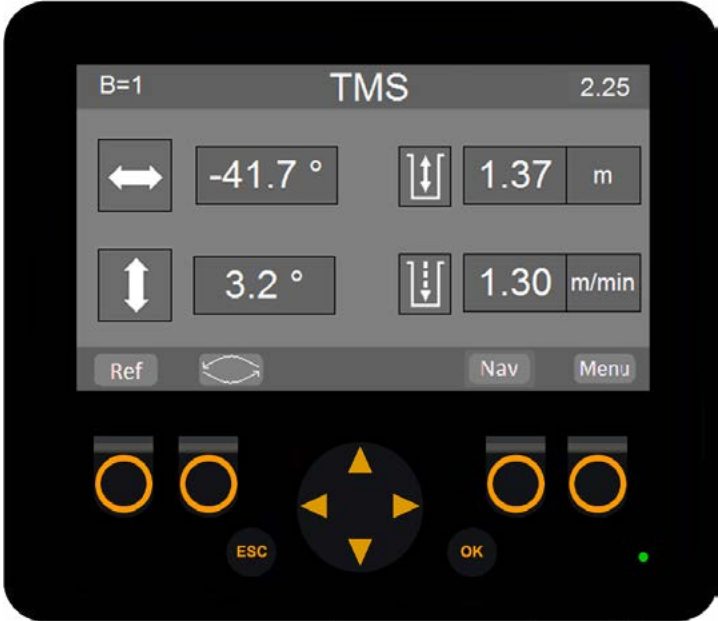 B=1 TMS 2.25
-41.7 ° 1.37 m
3.2 ° 1.30 m/min
Ref Nav Menu
ESC OK